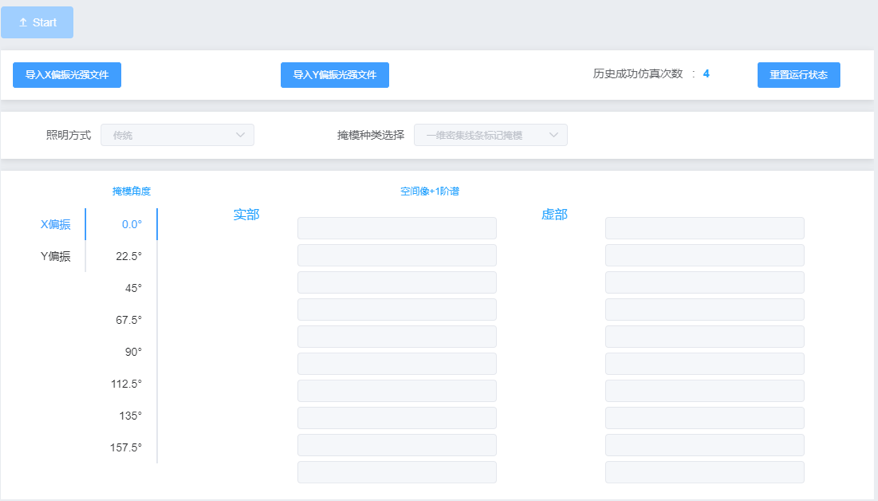 Start
导入X偏振光强文件
导入Y偏振光强文件
历史成功仿真次数 : 4
重置运行状态
照明方式
传统
掩模种类选择
一维密集线条标记掩模
掩模角度
空间像+1阶谱
X偏振
0.0°
实部
虚部
Y偏振
22.5°
45°
67.5°
90°
112.5°
135°
157.5°